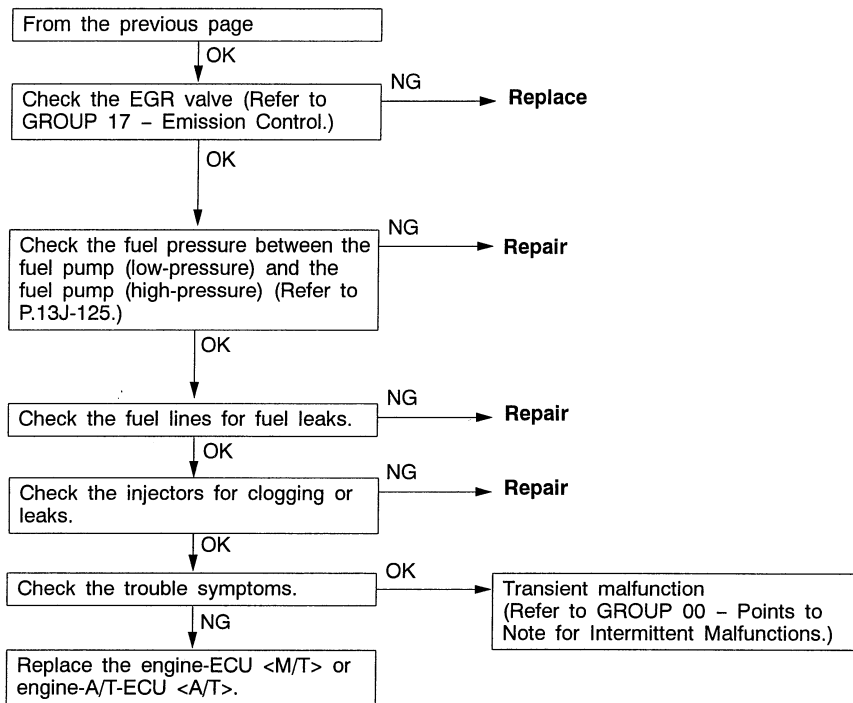 From the previous page
OK
Check the EGR valve (Refer to
GROUP 17 – Emission Control.)
NG
Replace
OK
Check the fuel pressure between the
fuel pump (low-pressure) and the
fuel pump (high-pressure) (Refer to
P.13J-125.)
NG
Repair
OK
Check the fuel lines for fuel leaks.
NG
Repair
OK
Check the injectors for clogging or
leaks.
NG
Repair
OK
Check the trouble symptoms.
OK
Transient malfunction
(Refer to GROUP 00 – Points to
Note for Intermittent Malfunctions.)
NG
Replace the engine-ECU <M/T> or
engine-A/T-ECU <A/T>.